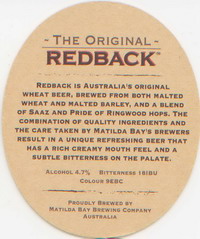 ~ THE ORIGINAL ~
REDBACK™
REDBACK IS AUSTRALIA'S ORIGINAL
WHEAT BEER, BREWED FROM BOTH MALTED
WHEAT AND MALTED BARLEY, AND A BLEND
OF SAAZ AND PRIDE OF RINGWOOD HOPS. THE
COMBINATION OF QUALITY INGREDIENTS AND
THE CARE TAKEN BY MATILDA BAY'S BREWERS
RESULT IN A UNIQUE REFRESHING BEER THAT
HAS A RICH CREAMY MOUTH FEEL AND A
SUBTLE BITTERNESS ON THE PALATE.
ALCOHOL 4.7% BITTERNESS 18IBU
COLOUR 9EBC
PROUDLY BREWED BY
MATILDA BAY BREWING COMPANY
AUSTRALIA